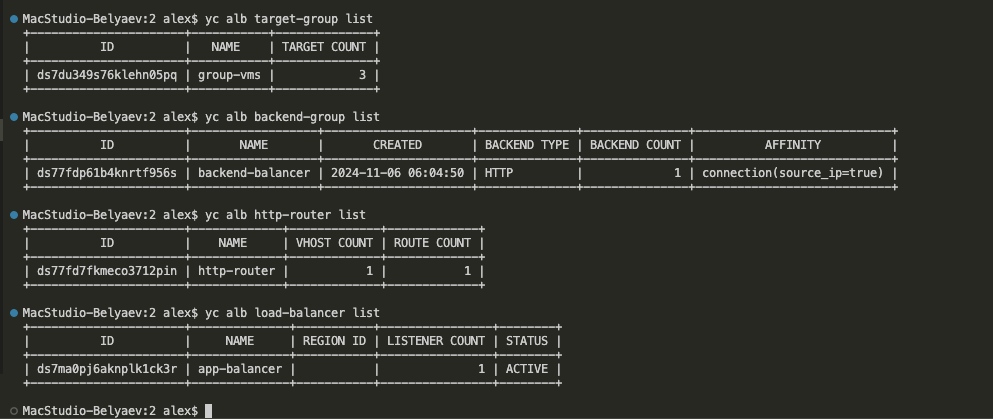 MacStudio-Belyaev:2 alex$ yc alb target-group list
+----------------------+-----------+--------------+
|          ID          |   NAME    | TARGET COUNT |
+----------------------+-----------+--------------+
| ds7du349s76klehn05pq | group-vms |            3 |
+----------------------+-----------+--------------+
MacStudio-Belyaev:2 alex$ yc alb backend-group list
+----------------------+------------------+---------------------+--------------+---------------+----------------------------+
|          ID          |       NAME       |       CREATED       | BACKEND TYPE | BACKEND COUNT |          AFFINITY          |
+----------------------+------------------+---------------------+--------------+---------------+----------------------------+
| ds77fdp61b4knrtf956s | backend-balancer | 2024-11-06 06:04:50 | HTTP         |             1 | connection(source_ip=true) |
+----------------------+------------------+---------------------+--------------+---------------+----------------------------+
MacStudio-Belyaev:2 alex$ yc alb http-router list
+----------------------+-------------+-------------+-------------+
|          ID          |    NAME     | VHOST COUNT | ROUTE COUNT |
+----------------------+-------------+-------------+-------------+
| ds77fd7fkmeco3712pin | http-router |           1 |           1 |
+----------------------+-------------+-------------+-------------+
MacStudio-Belyaev:2 alex$ yc alb load-balancer list
+----------------------+--------------+-----------+----------------+--------+
|          ID          |     NAME     | REGION ID | LISTENER COUNT | STATUS |
+----------------------+--------------+-----------+----------------+--------+
| ds7ma0pj6aknplk1ck3r | app-balancer |           |              1 | ACTIVE |
+----------------------+--------------+-----------+----------------+--------+
MacStudio-Belyaev:2 alex$